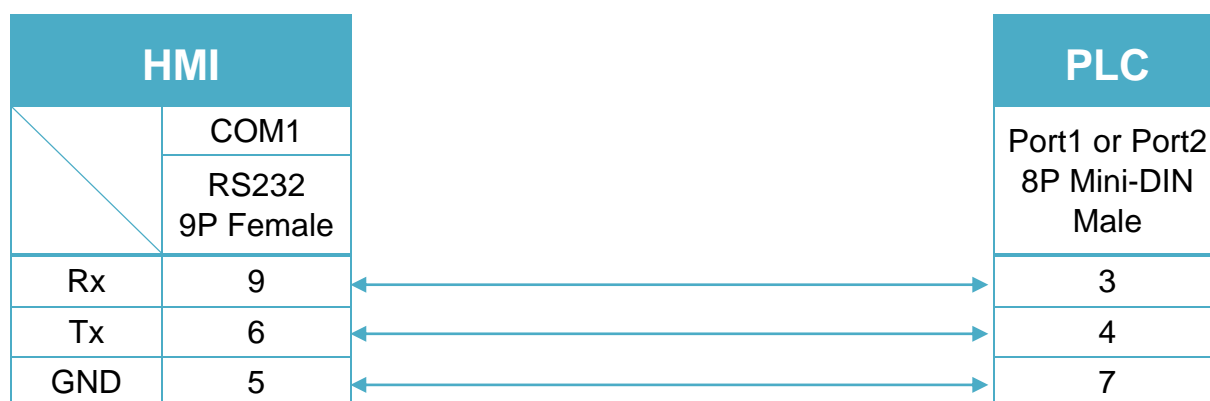 HMI
PLC
COM1
RS232
9P Female
Port1 or Port2
8P Mini-DIN
Male
Rx 9 3
Tx 6 4
GND 5 7